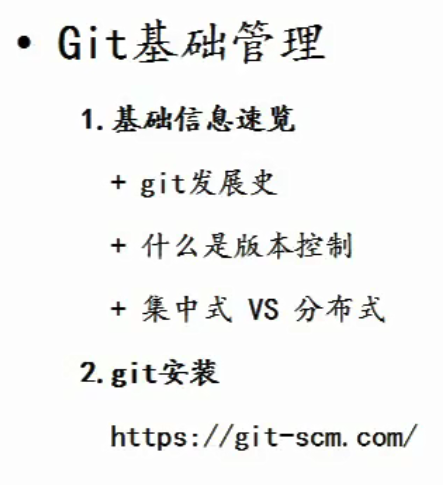 • Git基础管理
1.基础信息速览
+ git发展史
+ 什么是版本控制
+ 集中式 VS 分布式
2.git安装
https://git-scm.com/